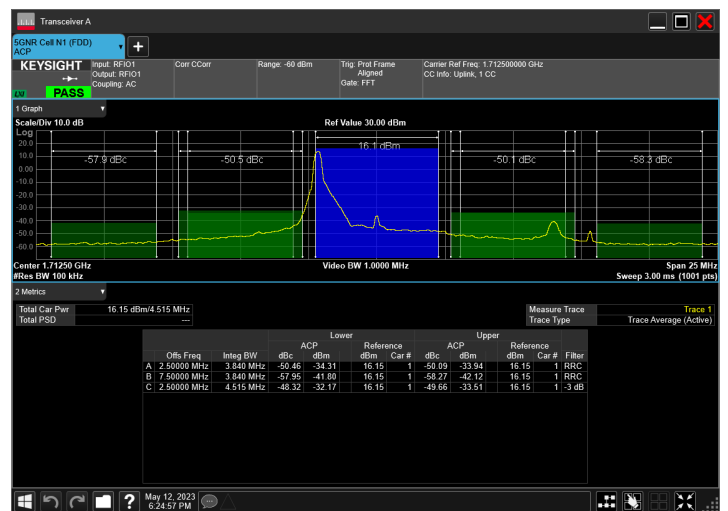 Transceiver A
5GNR Cell N1 (FDD)
ACP
KEYSIGHT Input: RFIO1 Corr CCorr Range: -60 dBm Trig: Prot Frame Carrier Ref Freq: 1.712500000 GHz
Output: RFIO1 Aligned CC Info: Uplink, 1 CC
Coupling: AC Gate: FFT
LXI PASS
1 Graph
Scale/Div 10.0 dB Ref Value 30.00 dBm
Log
20.0
10.0
0.00
-10.0
-20.0
-30.0
-40.0
-50.0
-60.0
-57.9 dBc -50.5 dBc 16.1 dBm -50.1 dBc -58.3 dBc
Center 1.71250 GHz Video BW 1.0000 MHz Span 25 MHz
#Res BW 100 kHz Sweep 3.00 ms (1001 pts)
2 Metrics
Total Car Pwr 16.15 dBm/4.515 MHz Measure Trace Trace 1
Total PSD --- Trace Type Trace Average (Active)
Lower Upper
ACP Reference ACP Reference
Offs Freq Integ BW dBc dBm dBm Car # dBc dBm dBm Car # Filter
A 2.50000 MHz 3.840 MHz -50.46 -34.31 16.15 1 -50.09 -33.94 16.15 1 RRC
B 7.50000 MHz 3.840 MHz -57.95 -41.80 16.15 1 -58.27 -42.12 16.15 1 RRC
C 2.50000 MHz 4.515 MHz -48.32 -32.17 16.15 1 -49.66 -33.51 16.15 1 -3 dB
May 12, 2023
6:24:57 PM